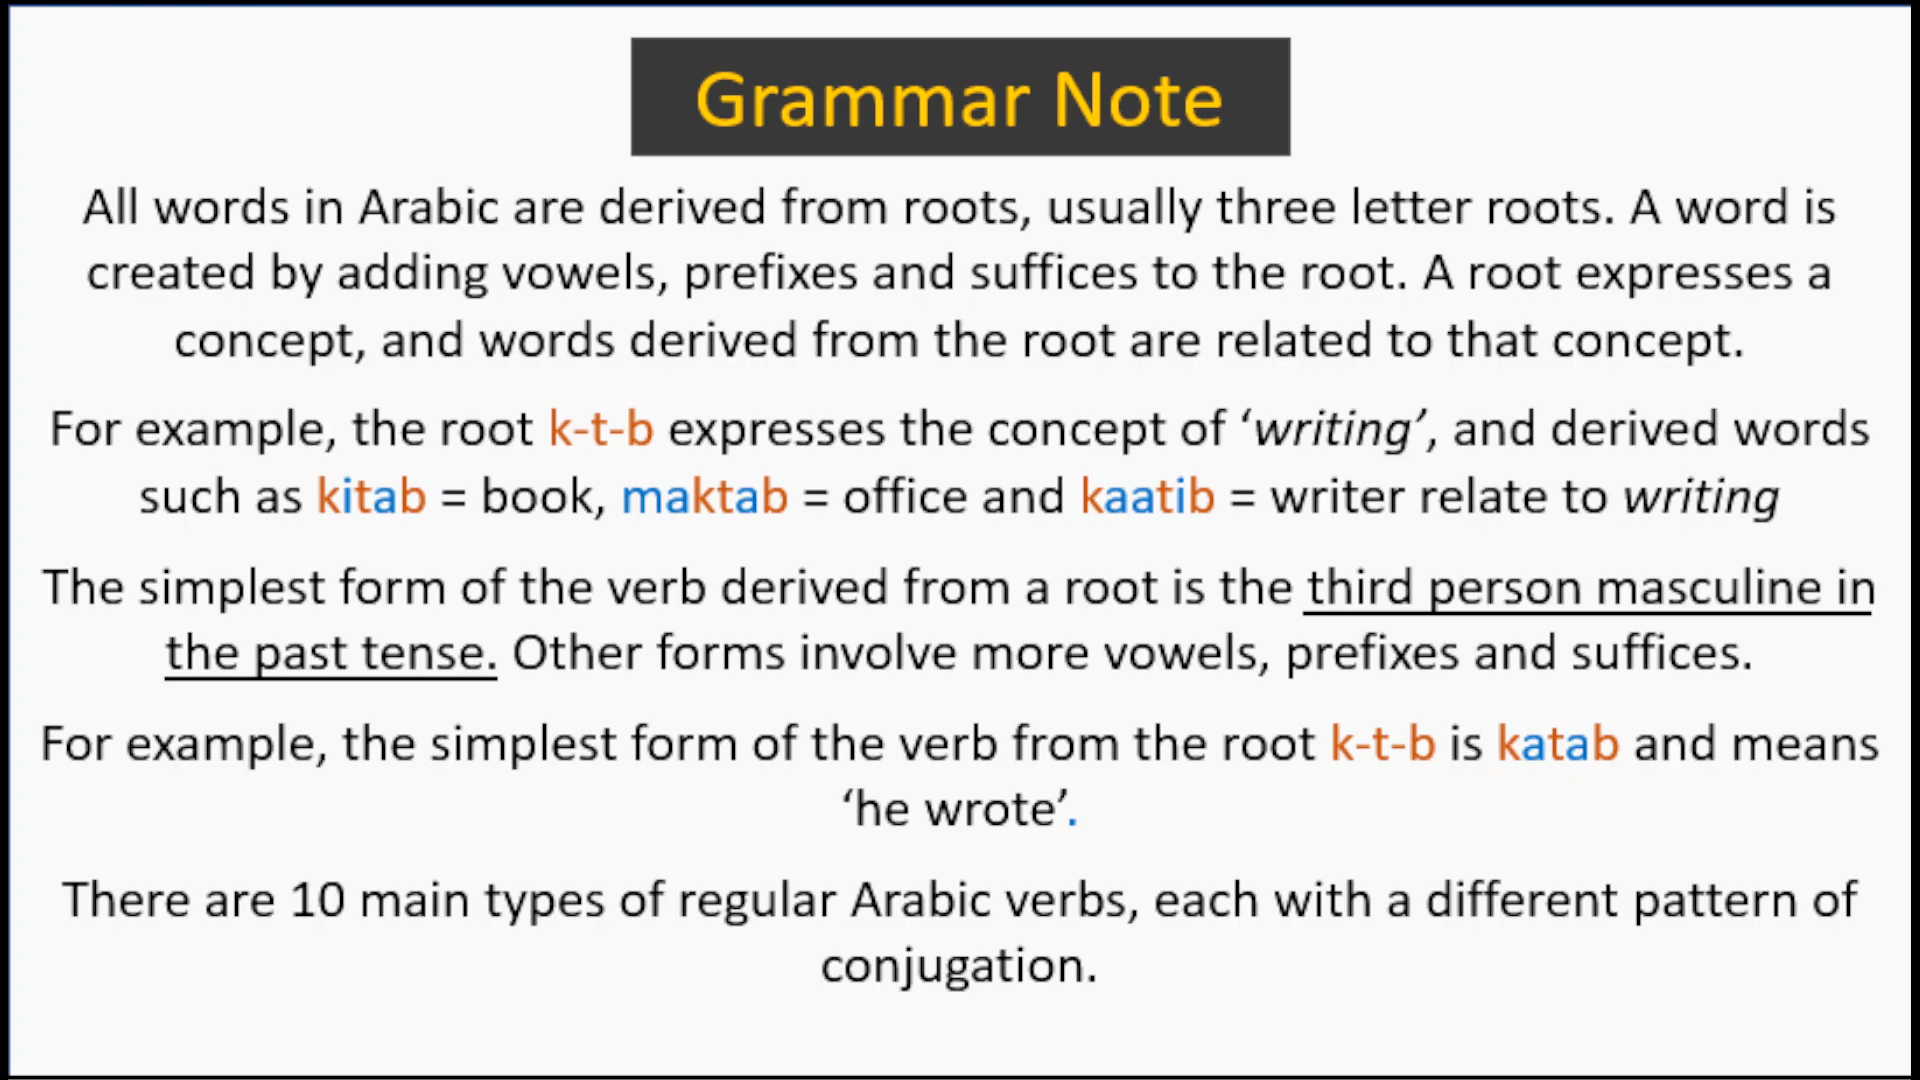 Grammar Note
All words in Arabic are derived from roots, usually three letter roots. A word is
created by adding vowels, prefixes and suffices to the root. A root expresses a
concept, and words derived from the root are related to that concept.
For example, the root k-t-b expresses the concept of ‘writing’, and derived words
such as kitab = book, maktab = office and kaatib = writer relate to writing
The simplest form of the verb derived from a root is the third person masculine in
the past tense. Other forms involve more vowels, prefixes and suffices.
For example, the simplest form of the verb from the root k-t-b is katab and means
‘he wrote’.
There are 10 main types of regular Arabic verbs, each with a different pattern of
conjugation.